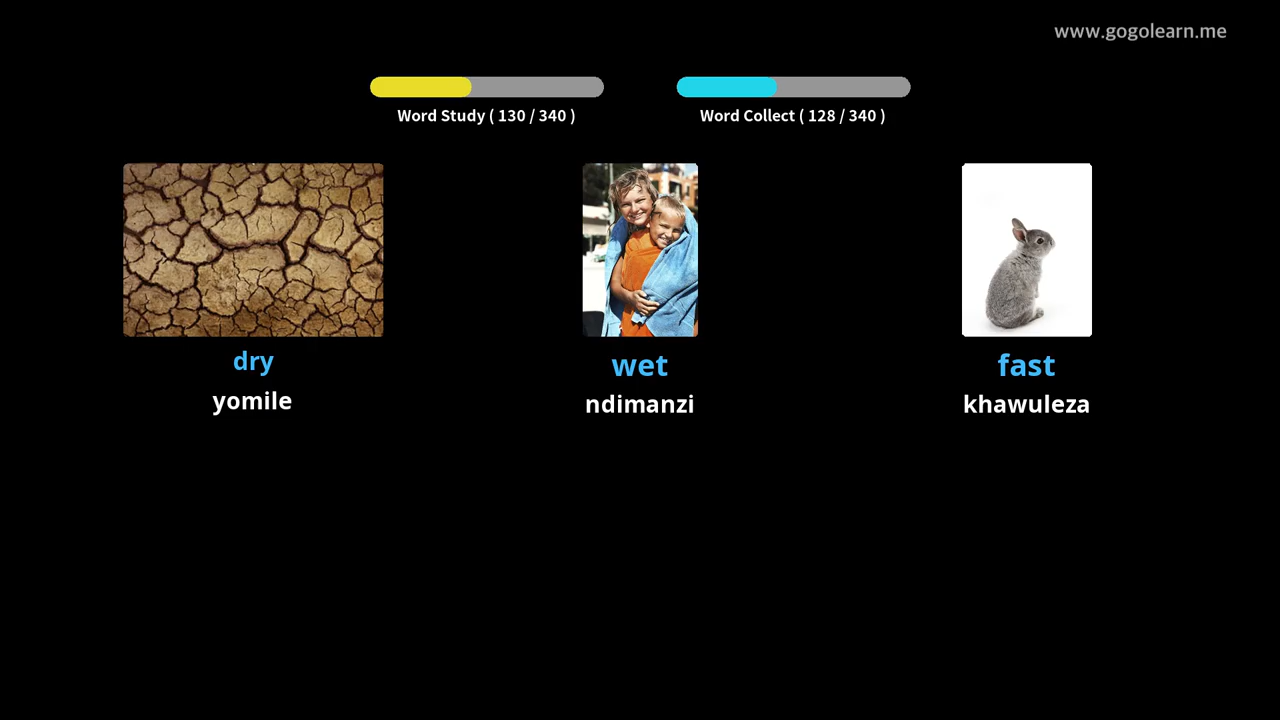 www.gogolearn.me
Word Study ( 130 / 340 )
Word Collect ( 128 / 340 )
dry
yomile
wet
ndimanzi
fast
khawuleza